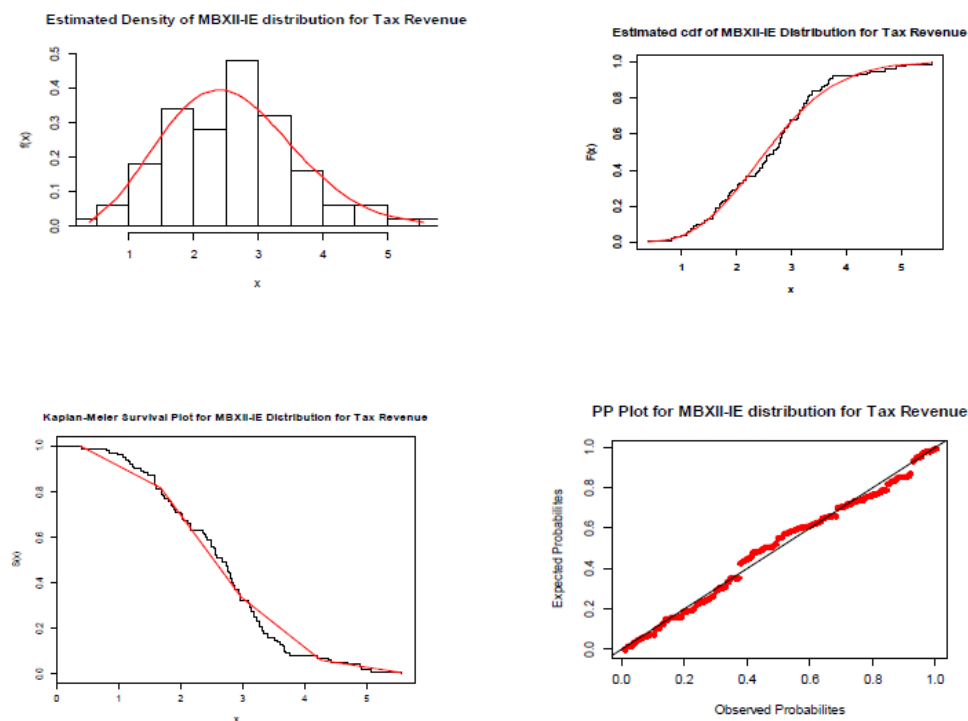 Estimated Density of MBXII-IE distribution for Tax Revenue
f(x)
0.5
0.4
0.3
0.2
0.1
0.0
1 2 3 4 5
x
Estimated cdf of MBXII-IE Distribution for Tax Revenue
F(x)
1.0
0.8
0.6
0.4
0.2
0.0
1 2 3 4 5
x
Kaplan-Meier Survival Plot for MBXII-IE Distribution for Tax Revenue
S(x)
1.0
0.8
0.6
0.4
0.2
0.0
0 1 2 3 4 5
x
PP Plot for MBXII-IE distribution for Tax Revenue
Expected Probabilites
1.0
0.8
0.6
0.4
0.2
0.0
0.0 0.2 0.4 0.6 0.8 1.0
Observed Probabilites